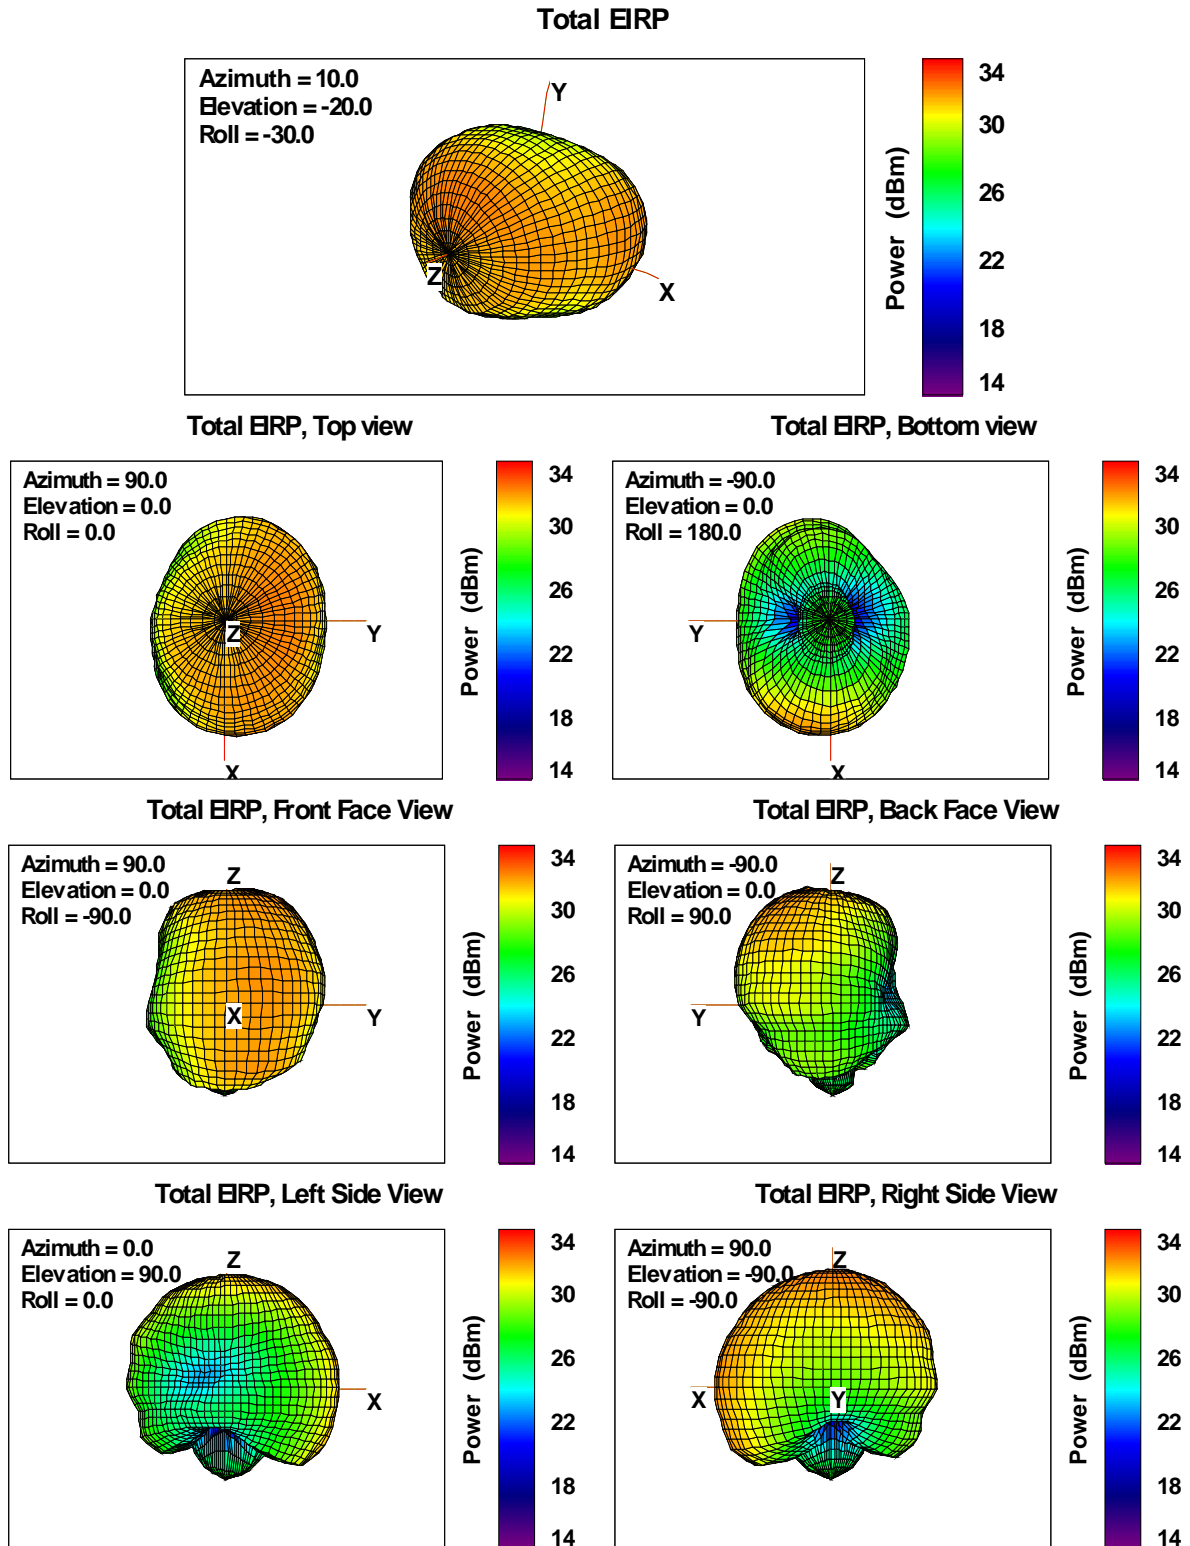 Total EIRP
Azimuth = 10.0
Elevation = -20.0
Roll = -30.0
Y
Z
X
Power (dBm)
34
30
26
22
18
14
Total EIRP, Top view
Azimuth = 90.0
Elevation = 0.0
Roll = 0.0
Z
Y
X
Power (dBm)
34
30
26
22
18
14
Total EIRP, Bottom view
Azimuth = -90.0
Elevation = 0.0
Roll = 180.0
Y
X
Power (dBm)
34
30
26
22
18
14
Total EIRP, Front Face View
Azimuth = 90.0
Elevation = 0.0
Roll = -90.0
Z
X
Y
Power (dBm)
34
30
26
22
18
14
Total EIRP, Back Face View
Azimuth = -90.0
Elevation = 0.0
Roll = 90.0
Z
Y
Power (dBm)
34
30
26
22
18
14
Total EIRP, Left Side View
Azimuth = 0.0
Elevation = 90.0
Roll = 0.0
Z
X
Power (dBm)
34
30
26
22
18
14
Total EIRP, Right Side View
Azimuth = 90.0
Elevation = -90.0
Roll = -90.0
Z
X
Y
Power (dBm)
34
30
26
22
18
14